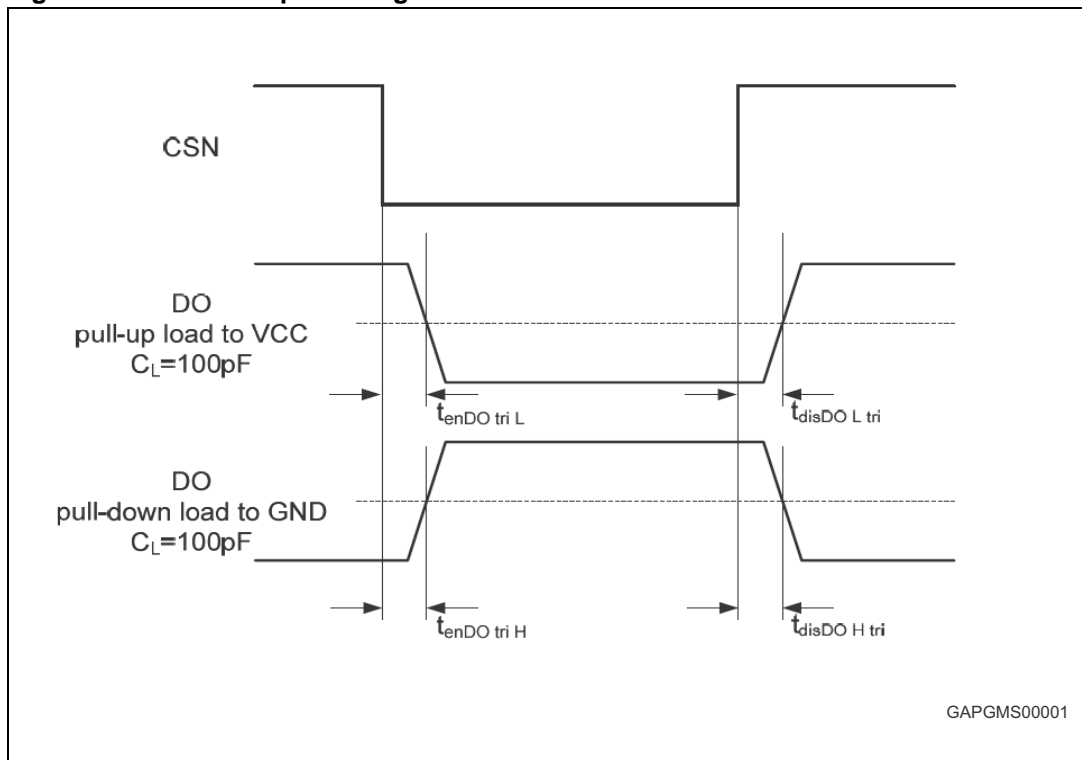 CSN
DO
pull-up load to VCC
CL=100pF
tenDO tri L
tdisDO L tri
DO
pull-down load to GND
CL=100pF
tenDO tri H
tdisDO H tri
GAPGMS00001